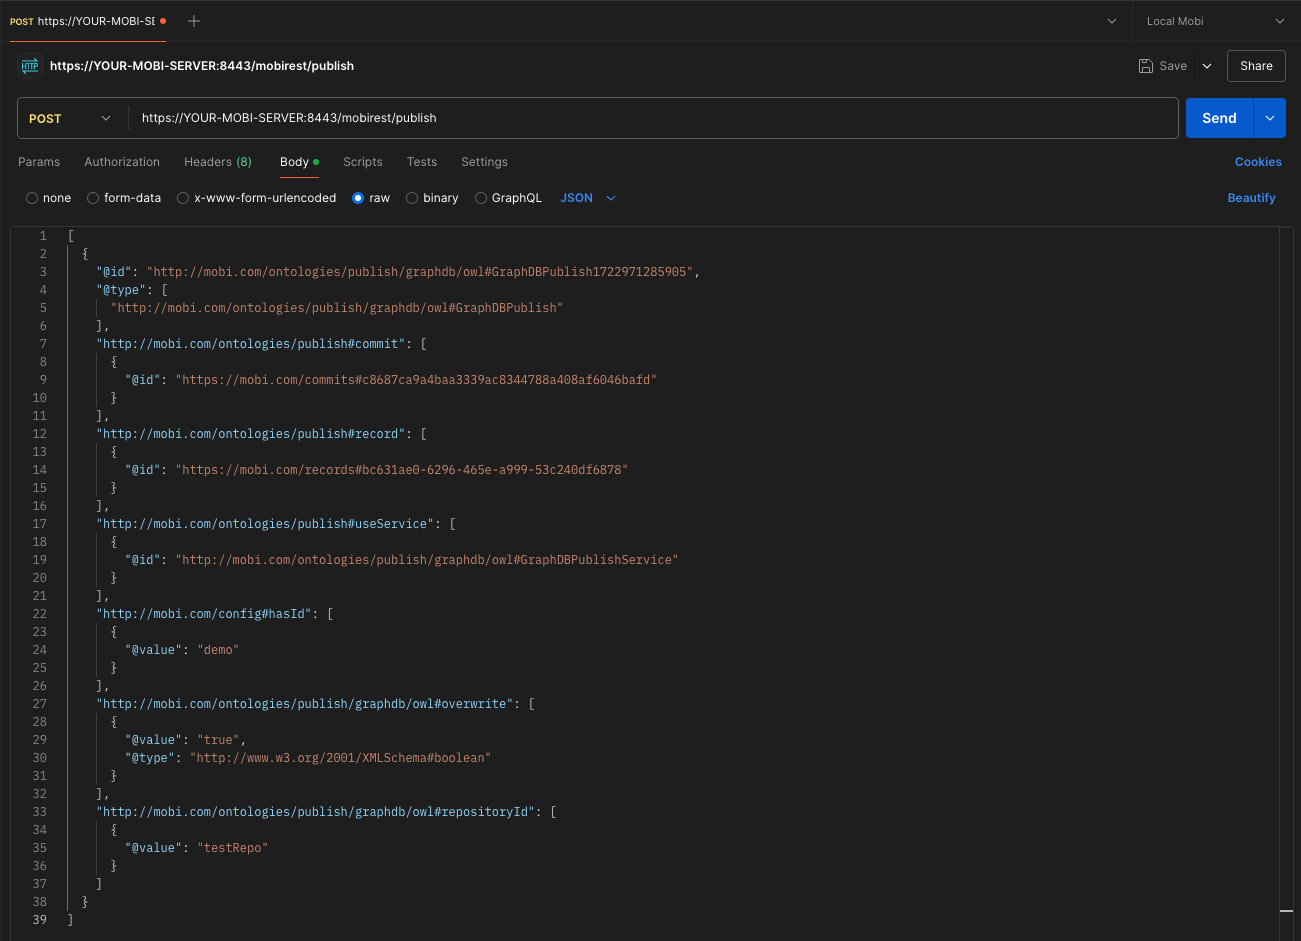 POST https://YOUR-MOBI-SE
Local Mobi
HTTP https://YOUR-MOBI-SERVER:8443/mobirest/publish
Save
Share
POST https://YOUR-MOBI-SERVER:8443/mobirest/publish
Send
Params Authorization Headers (8) Body Scripts Tests Settings
Cookies
none form-data x-www-form-urlencoded raw binary GraphQL JSON
Beautify
1 [
2 {
3 "@id": "http://mobi.com/ontologies/publish/graphdb/owl#GraphDBPublish1722971285905",
4 "@type": [
5 "http://mobi.com/ontologies/publish/graphdb/owl#GraphDBPublish"
6 ],
7 "http://mobi.com/ontologies/publish#commit": [
8 {
9 "@id": "https://mobi.com/commits#c8687ca9a4baa3339ac8344788a408af6046bafd"
10 }
11 ],
12 "http://mobi.com/ontologies/publish#record": [
13 {
14 "@id": "https://mobi.com/records#bc631ae0-6296-465e-a999-53c240df6878"
15 }
16 ],
17 "http://mobi.com/ontologies/publish#useService": [
18 {
19 "@id": "http://mobi.com/ontologies/publish/graphdb/owl#GraphDBPublishService"
20 }
21 ],
22 "http://mobi.com/config#hasId": [
23 {
24 "@value": "demo"
25 }
26 ],
27 "http://mobi.com/ontologies/publish/graphdb/owl#overwrite": [
28 {
29 "@value": "true",
30 "@type": "http://www.w3.org/2001/XMLSchema#boolean"
31 }
32 ],
33 "http://mobi.com/ontologies/publish/graphdb/owl#repositoryId": [
34 {
35 "@value": "testRepo"
36 }
37 ]
38 }
39 ]